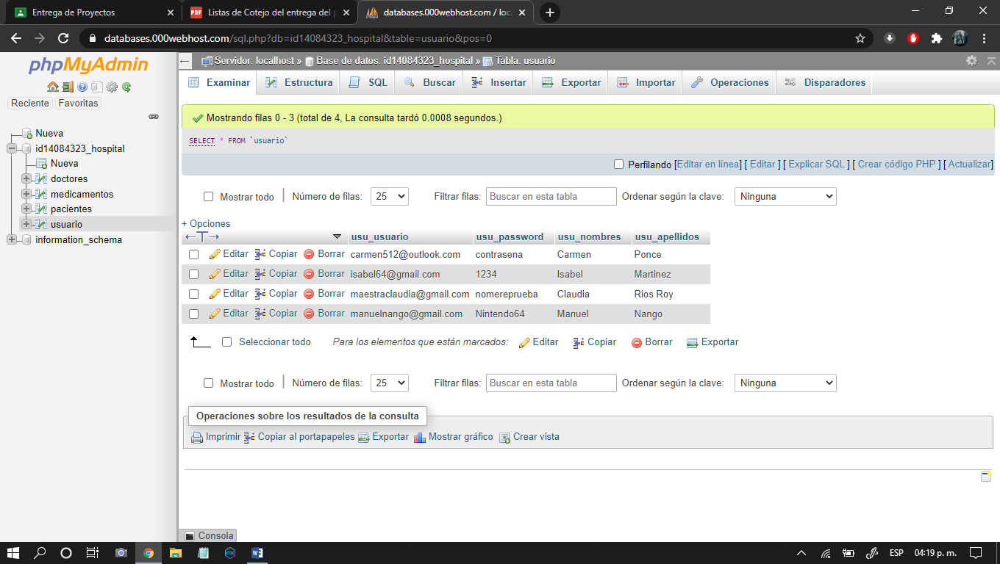 Entrega de Proyectos
Listas de Cotejo del entrega del p
databases.000webhost.com / loca
databases.000webhost.com/sql.php?db=id14084323_hospital&table=usuario&pos=0
phpMyAdmin
Reciente Favoritas
Nueva
id14084323_hospital
Nueva
doctores
medicamentos
pacientes
usuario
information_schema
Servidor: localhost » Base de datos: id14084323_hospital » Tabla: usuario
Examinar Estructura SQL Buscar Insertar Exportar Importar Operaciones Disparadores
Mostrando filas 0 - 3 (total de 4, La consulta tardó 0.0008 segundos.)
SELECT * FROM `usuario`
Perfilando [Editar en línea] [ Editar ] [ Explicar SQL ] [ Crear código PHP ] [ Actualizar]
Mostrar todo | Número de filas: 25 Filtrar filas: Buscar en esta tabla Ordenar según la clave: Ninguna
+ Opciones
usu_usuario usu_password usu_nombres usu_apellidos
Editar Copiar Borrar carmen512@outlook.com contrasena Carmen Ponce
Editar Copiar Borrar isabel64@gmail.com 1234 Isabel Martinez
Editar Copiar Borrar maestraclaudia@gmail.com nomereprueba Claudia Rios Roy
Editar Copiar Borrar manuelnango@gmail.com Nintendo64 Manuel Nango
Seleccionar todo Para los elementos que están marcados: Editar Copiar Borrar Exportar
Mostrar todo | Número de filas: 25 Filtrar filas: Buscar en esta tabla Ordenar según la clave: Ninguna
Operaciones sobre los resultados de la consulta
Imprimir Copiar al portapapeles Exportar Mostrar gráfico Crear vista
Consola
ESP 04:19 p. m.